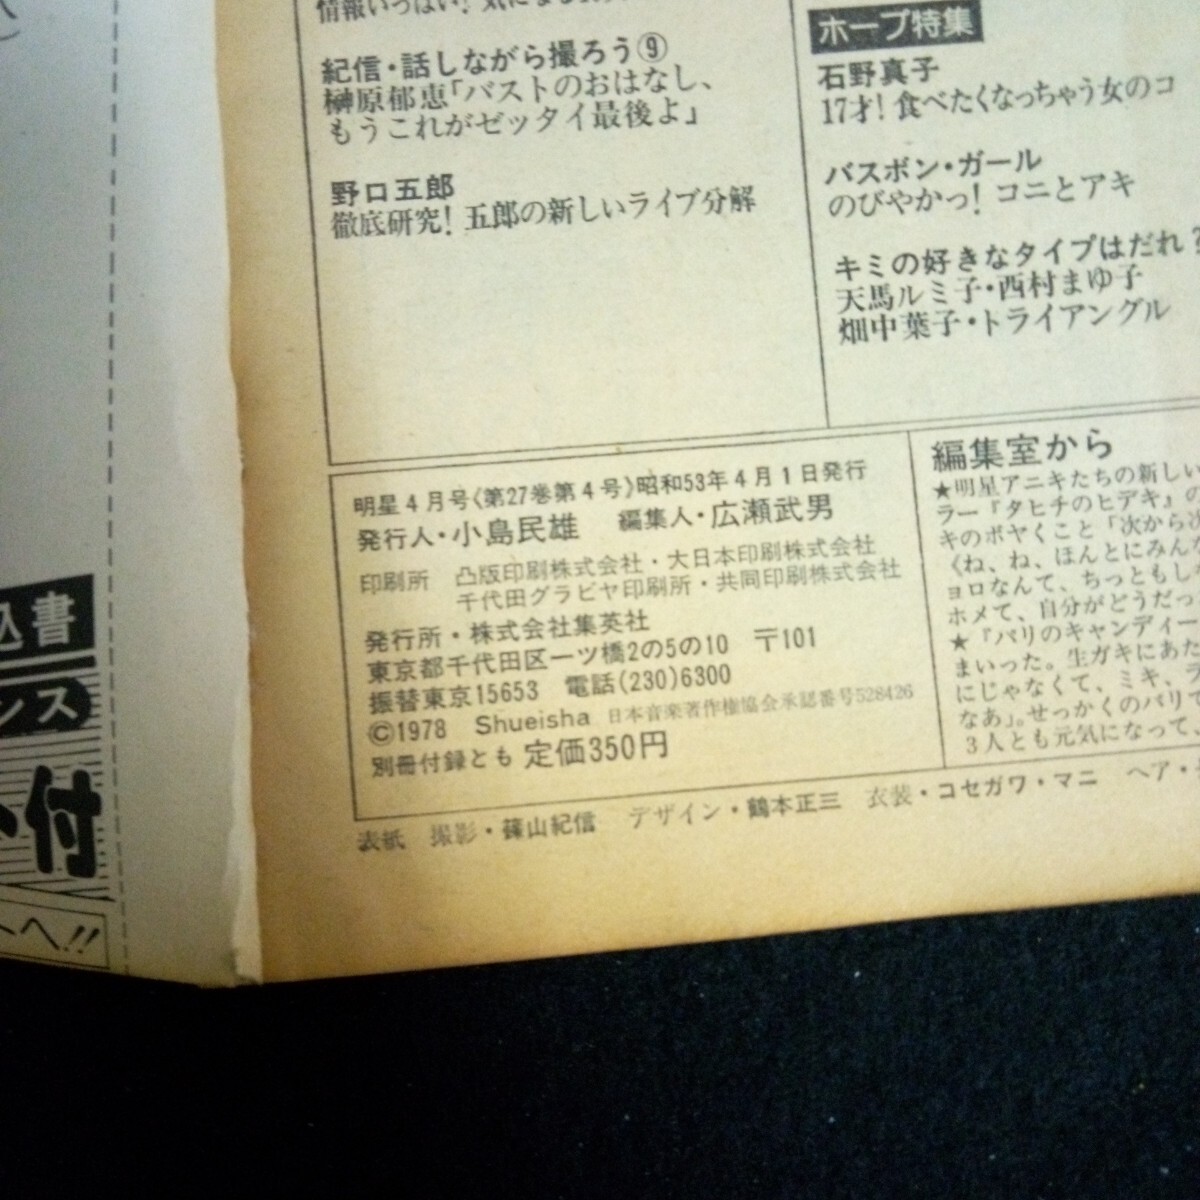 紀信・話しながら撮ろう⑨
榊原郁恵「バストのおはなし、
もうこれがゼッタイ最後よ」
野口五郎
徹底研究！五郎の新しいライブ分解
ホープ特集
石野真子
17才！食べたくなっちゃう女のコ
バスボン・ガール
のびやかっ！コニとアキ
キミの好きなタイプはだれ？
天馬ルミ子・西村まゆ子
畑中葉子・トライアングル
明星4月号《第27巻第4号》昭和53年4月1日発行
発行人・小島民雄　編集人・広瀬武男
印刷所　凸版印刷株式会社・大日本印刷株式会社
千代田グラビヤ印刷所・共同印刷株式会社
発行所・株式会社集英社
東京都千代田区一ツ橋2の5の10　〒101
振替東京15653　電話(230)6300
©1978　Shueisha　日本音楽著作権協会承認番号528426
別冊付録とも　定価350円
編集室から
★明星アニキたちの新しい
ラー『タヒチのヒデキ』の
キのボヤくこと「次から次
《ね、ね、ほんとにみんな
ョロなんて、ちっともしな
ホメて、自分がどうだっ
★『パリのキャンディー
まいった。生ガキにあた
にじゃなくて、ミキ、ラ
なあ」。せっかくのパリで
3人とも元気になって、
表紙　撮影・篠山紀信　デザイン・鶴本正三　衣装・コセガワ・マニ　ヘア・
込書
ンス
付
へ!!